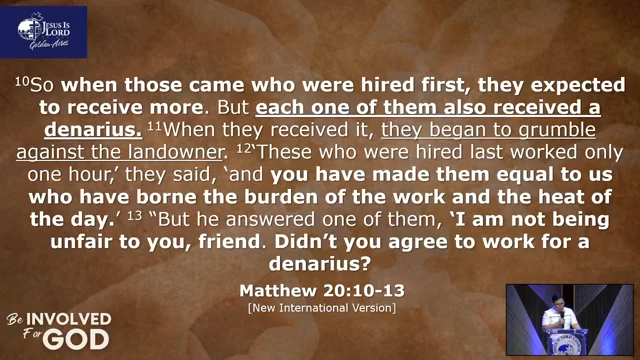 JESUS IS
LORD
Golden Acres
10So when those came who were hired first, they expected
to receive more. But each one of them also received a
denarius. 11When they received it, they began to grumble
against the landowner. 12‘These who were hired last worked only
one hour,’ they said, ‘and you have made them equal to us
who have borne the burden of the work and the heat of
the day.’ 13 “But he answered one of them, ‘I am not being
unfair to you, friend. Didn’t you agree to work for a
denarius?
Matthew 20:10-13
[New International Version]
Be INVOLVED
For GOD